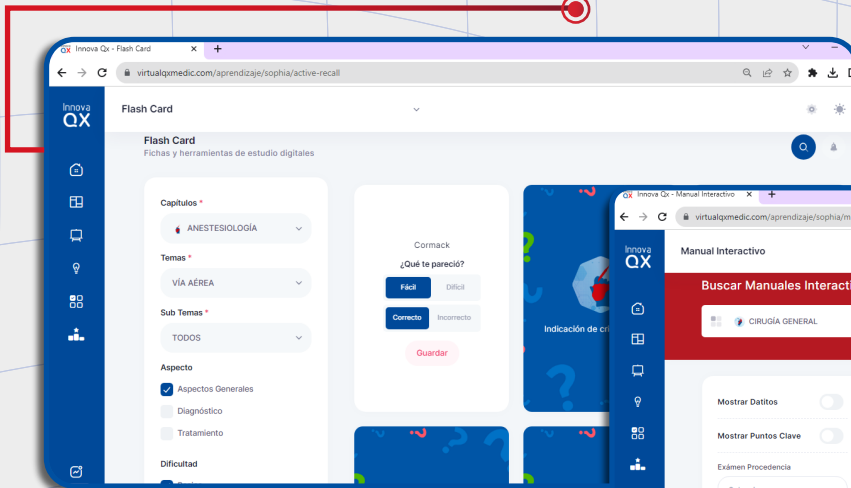 Innova Qx - Flash Card
virtualqxmedic.com/aprendizaje/sophia/active-recall
Innova
QX
Flash Card
Flash Card
Fichas y herramientas de estudio digitales
Capítulos *
ANESTESIOLOGÍA
Temas *
VÍA AÉREA
Sub Temas *
TODOS
Aspecto
Aspectos Generales
Diagnóstico
Tratamiento
Dificultad
Cormack
¿Qué te pareció?
Fácil Difícil
Correcto Incorrecto
Guardar
Indicación de cri
Innova Qx - Manual Interactivo
virtualqxmedic.com/aprendizaje/sophia/m
Innova
QX
Manual Interactivo
Buscar Manuales Interacti
CIRUGÍA GENERAL
Mostrar Datitos
Mostrar Puntos Clave
Exámen Procedencia